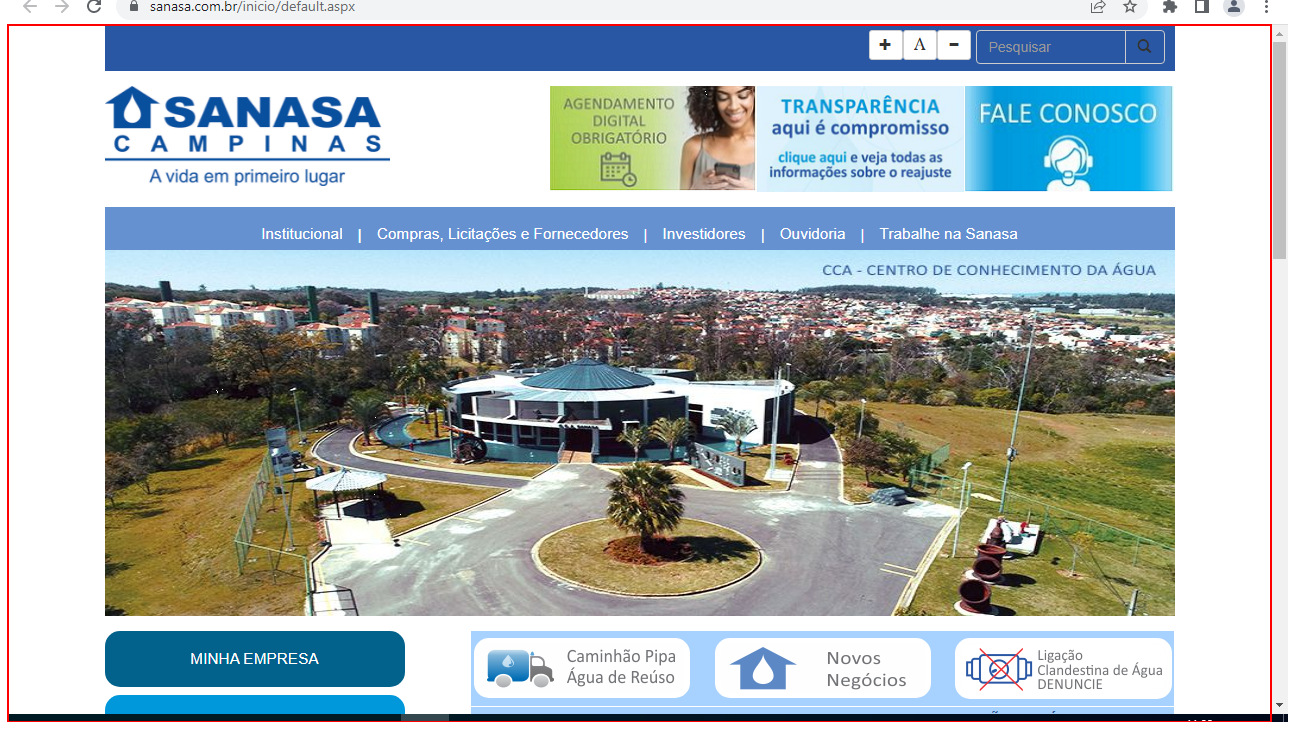 sanasa.com.br/inicio/default.aspx
+ A - Pesquisar
SANASA
CAMPINAS
A vida em primeiro lugar
AGENDAMENTO
DIGITAL
OBRIGATÓRIO
TRANSPARÊNCIA
aqui é compromisso
clique aqui e veja todas as
informações sobre o reajuste
FALE CONOSCO
Institucional | Compras, Licitações e Fornecedores | Investidores | Ouvidoria | Trabalhe na Sanasa
CCA - CENTRO DE CONHECIMENTO DA ÁGUA
MINHA EMPRESA
Caminhão Pipa
Água de Reúso
Novos
Negócios
Ligação
Clandestina de Água
DENUNCIE